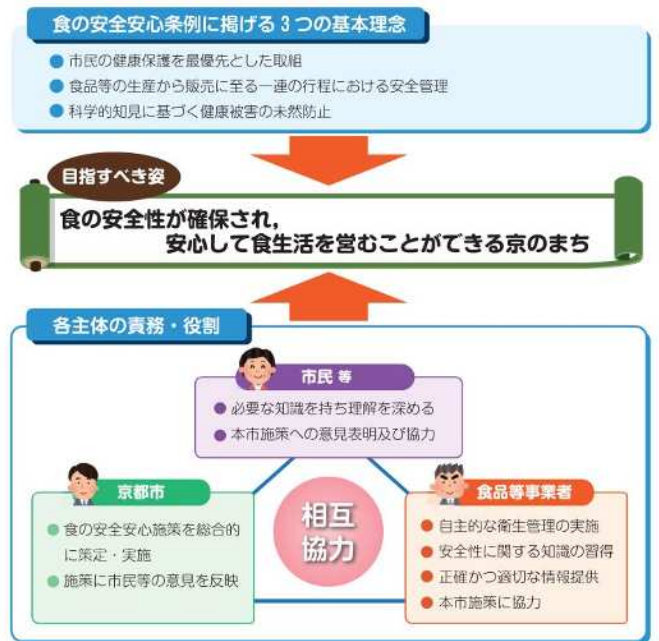 食の安全安心条例に掲げる3つの基本理念
● 市民の健康保護を最優先とした取組
● 食品等の生産から販売に至る一連の行程における安全管理
● 科学的知見に基づく健康被害の未然防止
目指すべき姿
食の安全性が確保され,
安心して食生活を営むことができる京のまち
各主体の責務・役割
市民 等
● 必要な知識を持ち理解を深める
● 本市施策への意見表明及び協力
京都市
● 食の安全安心施策を総合的
に策定・実施
● 施策に市民等の意見を反映
相互
協力
食品等事業者
● 自主的な衛生管理の実施
● 安全性に関する知識の習得
● 正確かつ適切な情報提供
● 本市施策に協力